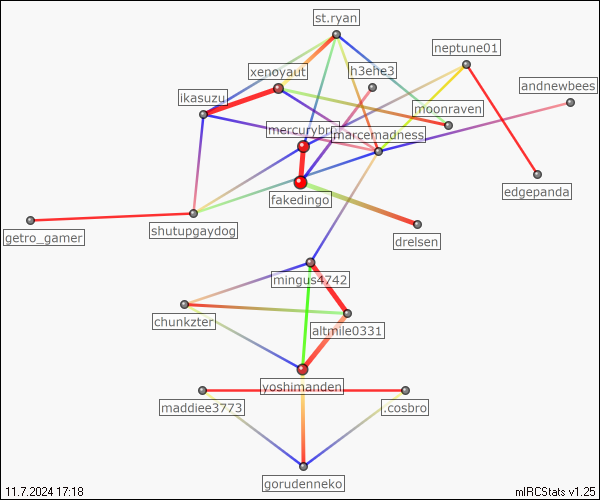 st.ryan
neptune01
xenoyaut
h3ehe3
andnewbees
ikasuzu
moonraven
marcemadness
edgepanda
fakedingo
shutupgaydog
getro_gamer
drelsen
mingus4742
chunkzter
altmile0331
yoshimanden
maddiee3773
.cosbro
gorudenneko
11.7.2024 17:18
mIRCStats v1.25